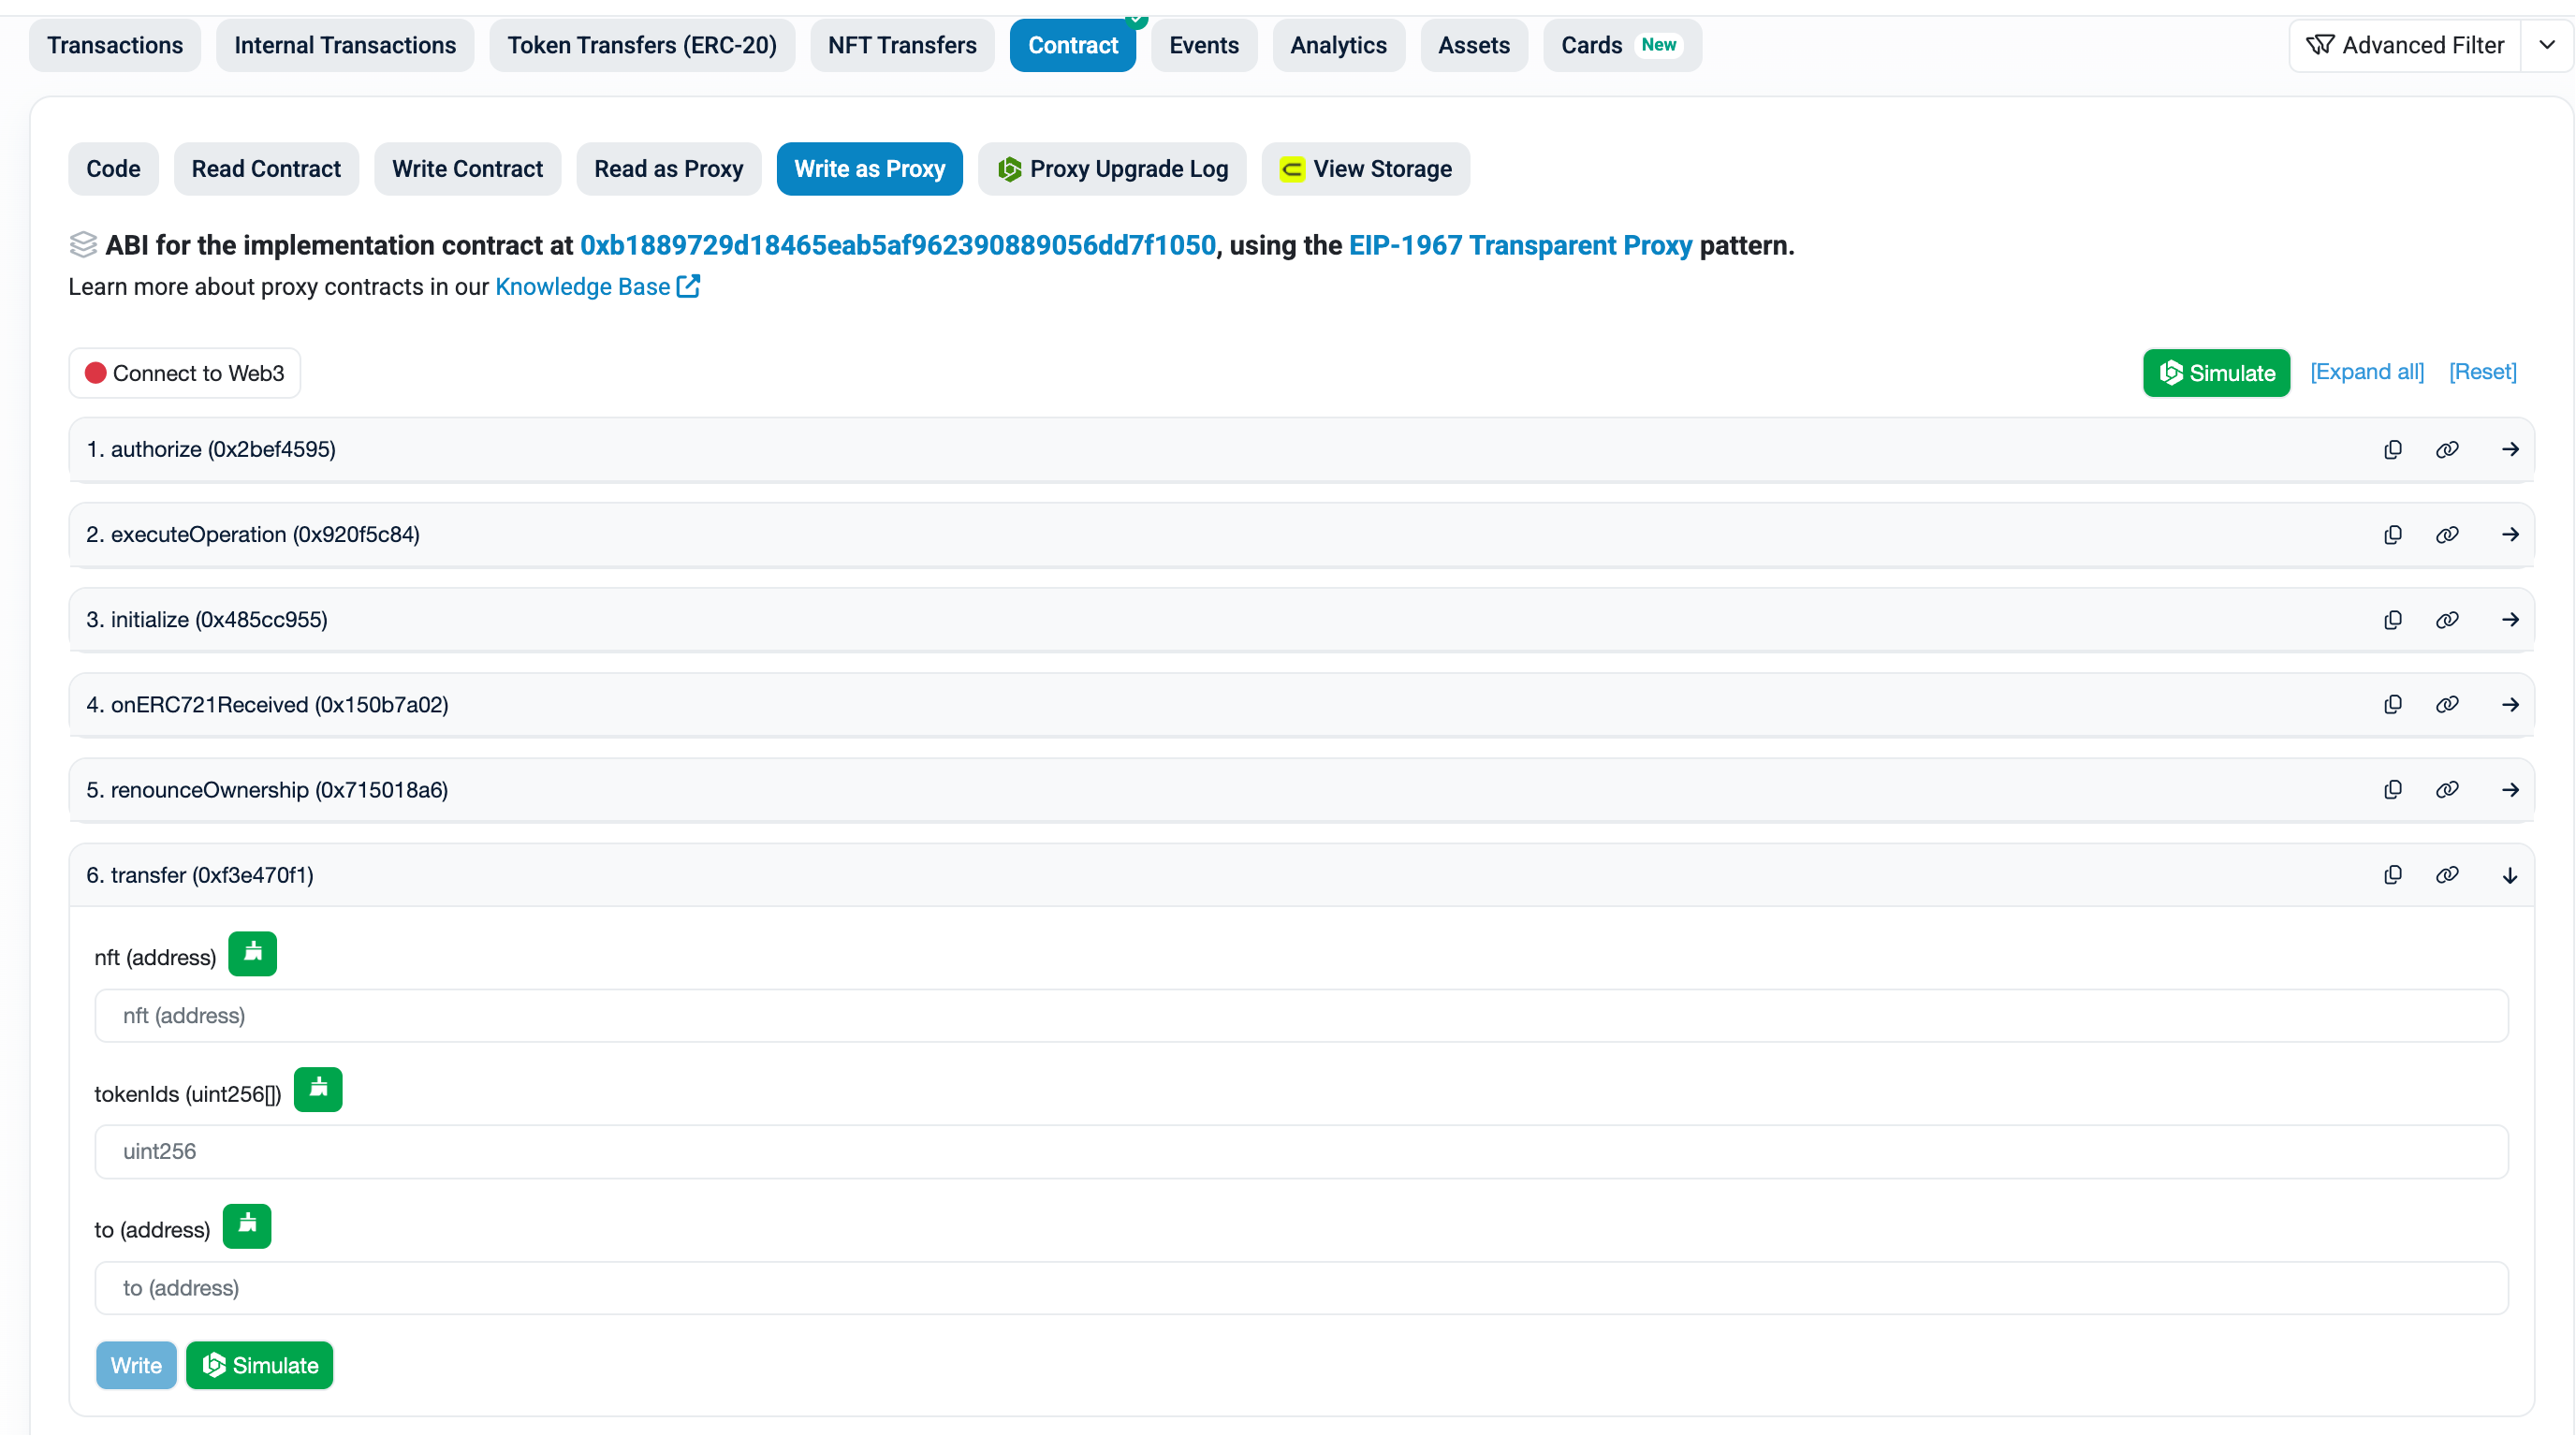 Transactions Internal Transactions Token Transfers (ERC-20) NFT Transfers Contract Events Analytics Assets Cards New Advanced Filter
Code Read Contract Write Contract Read as Proxy Write as Proxy Proxy Upgrade Log View Storage
ABI for the implementation contract at 0xb1889729d18465eab5af962390889056dd7f1050, using the EIP-1967 Transparent Proxy pattern.
Learn more about proxy contracts in our Knowledge Base
Connect to Web3 Simulate [Expand all] [Reset]
1. authorize (0x2bef4595)
2. executeOperation (0x920f5c84)
3. initialize (0x485cc955)
4. onERC721Received (0x150b7a02)
5. renounceOwnership (0x715018a6)
6. transfer (0xf3e470f1)
nft (address)
nft (address)
tokenIds (uint256[])
uint256
to (address)
to (address)
Write Simulate